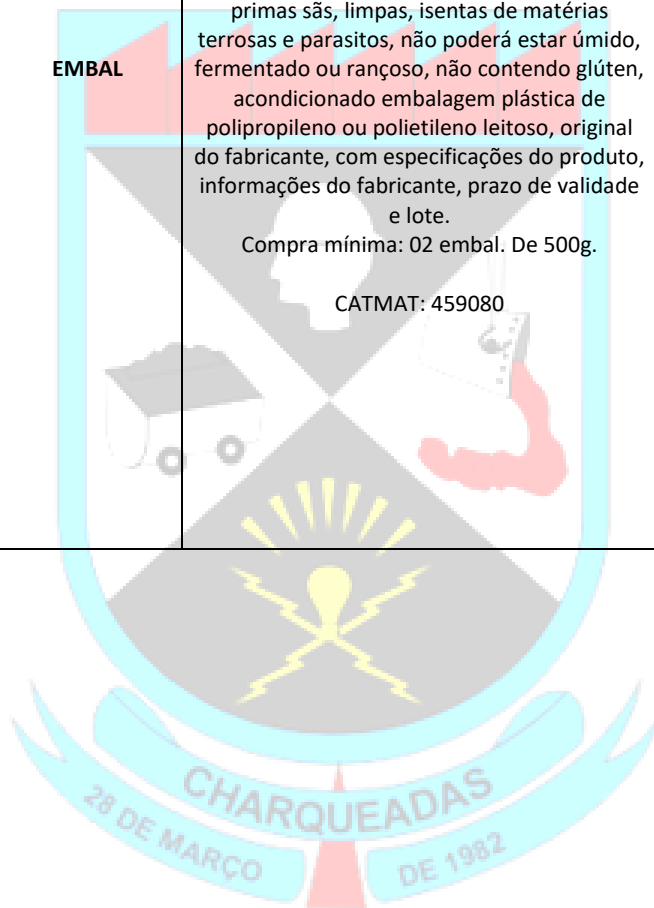 primas sãs, limpas, isentas de matérias
terrosas e parasitos, não poderá estar úmido,
EMBAL fermentado ou rançoso, não contendo glúten,
acondicionado embalagem plástica de
polipropileno ou polietileno leitoso, original
do fabricante, com especificações do produto,
informações do fabricante, prazo de validade
e lote.
Compra mínima: 02 embal. De 500g.
CATMAT: 459080
CHARQUEADAS
28 DE MARÇO DE 1982